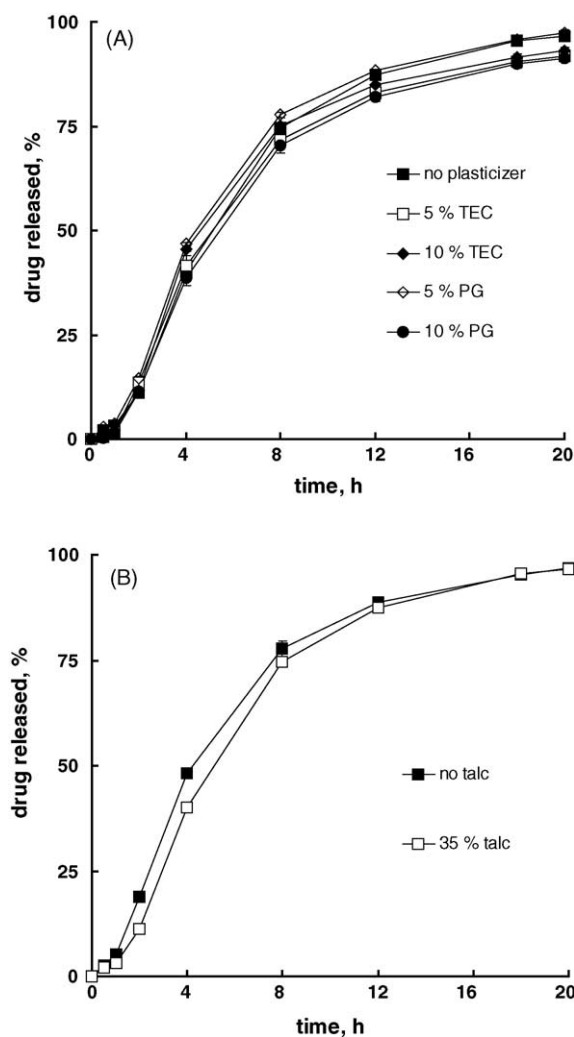 (A)
100
75
50
25
0
drug released, %
no plasticizer
5 % TEC
10 % TEC
5 % PG
10 % PG
0 4 8 12 16 20
time, h
(B)
100
75
50
25
0
drug released, %
no talc
35 % talc
0 4 8 12 16 20
time, h